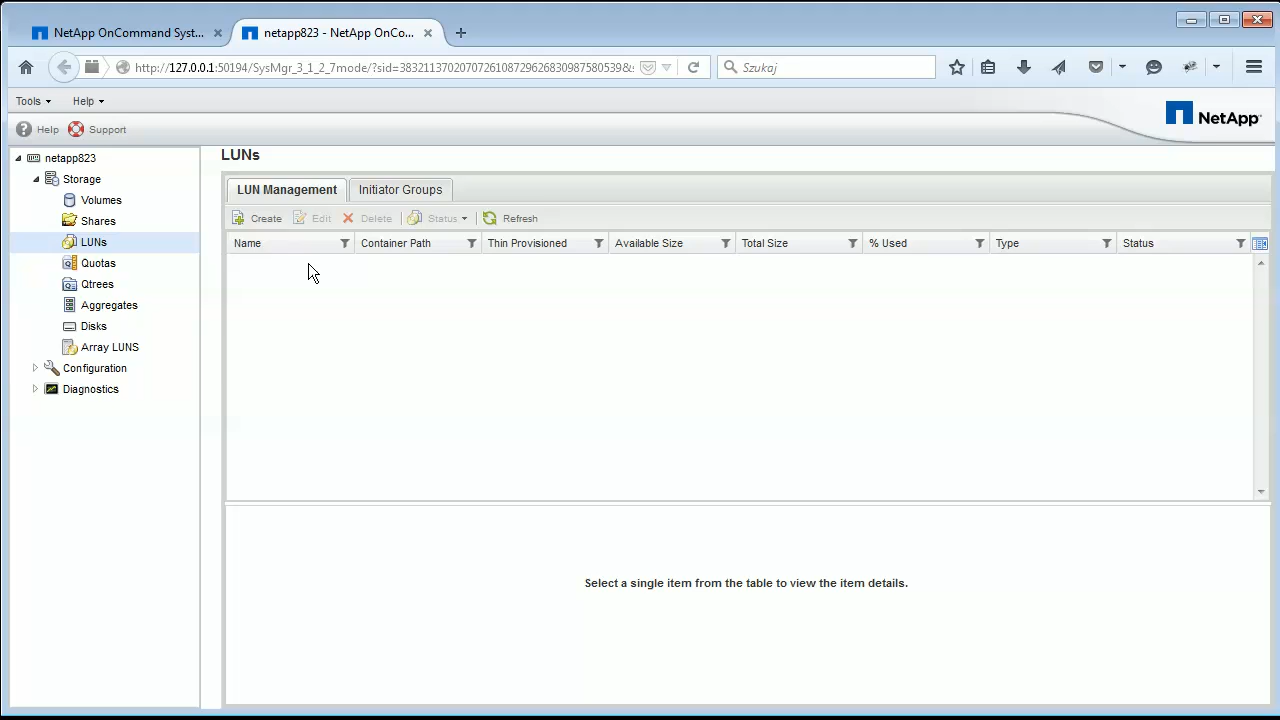 NetApp OnCommand Syst...
netapp823 - NetApp OnCo...
http://127.0.0.1:50194/SysMgr_3_1_2_7mode/?sid=383211370207072610872962683098758053​9&
Szukaj
Tools
Help
NetApp
Help
Support
netapp823
Storage
Volumes
Shares
LUNs
Quotas
Qtrees
Aggregates
Disks
Array LUNS
Configuration
Diagnostics
LUNs
LUN Management
Initiator Groups
Create
Edit
Delete
Status
Refresh
Name
Container Path
Thin Provisioned
Available Size
Total Size
% Used
Type
Status
Select a single item from the table to view the item details.